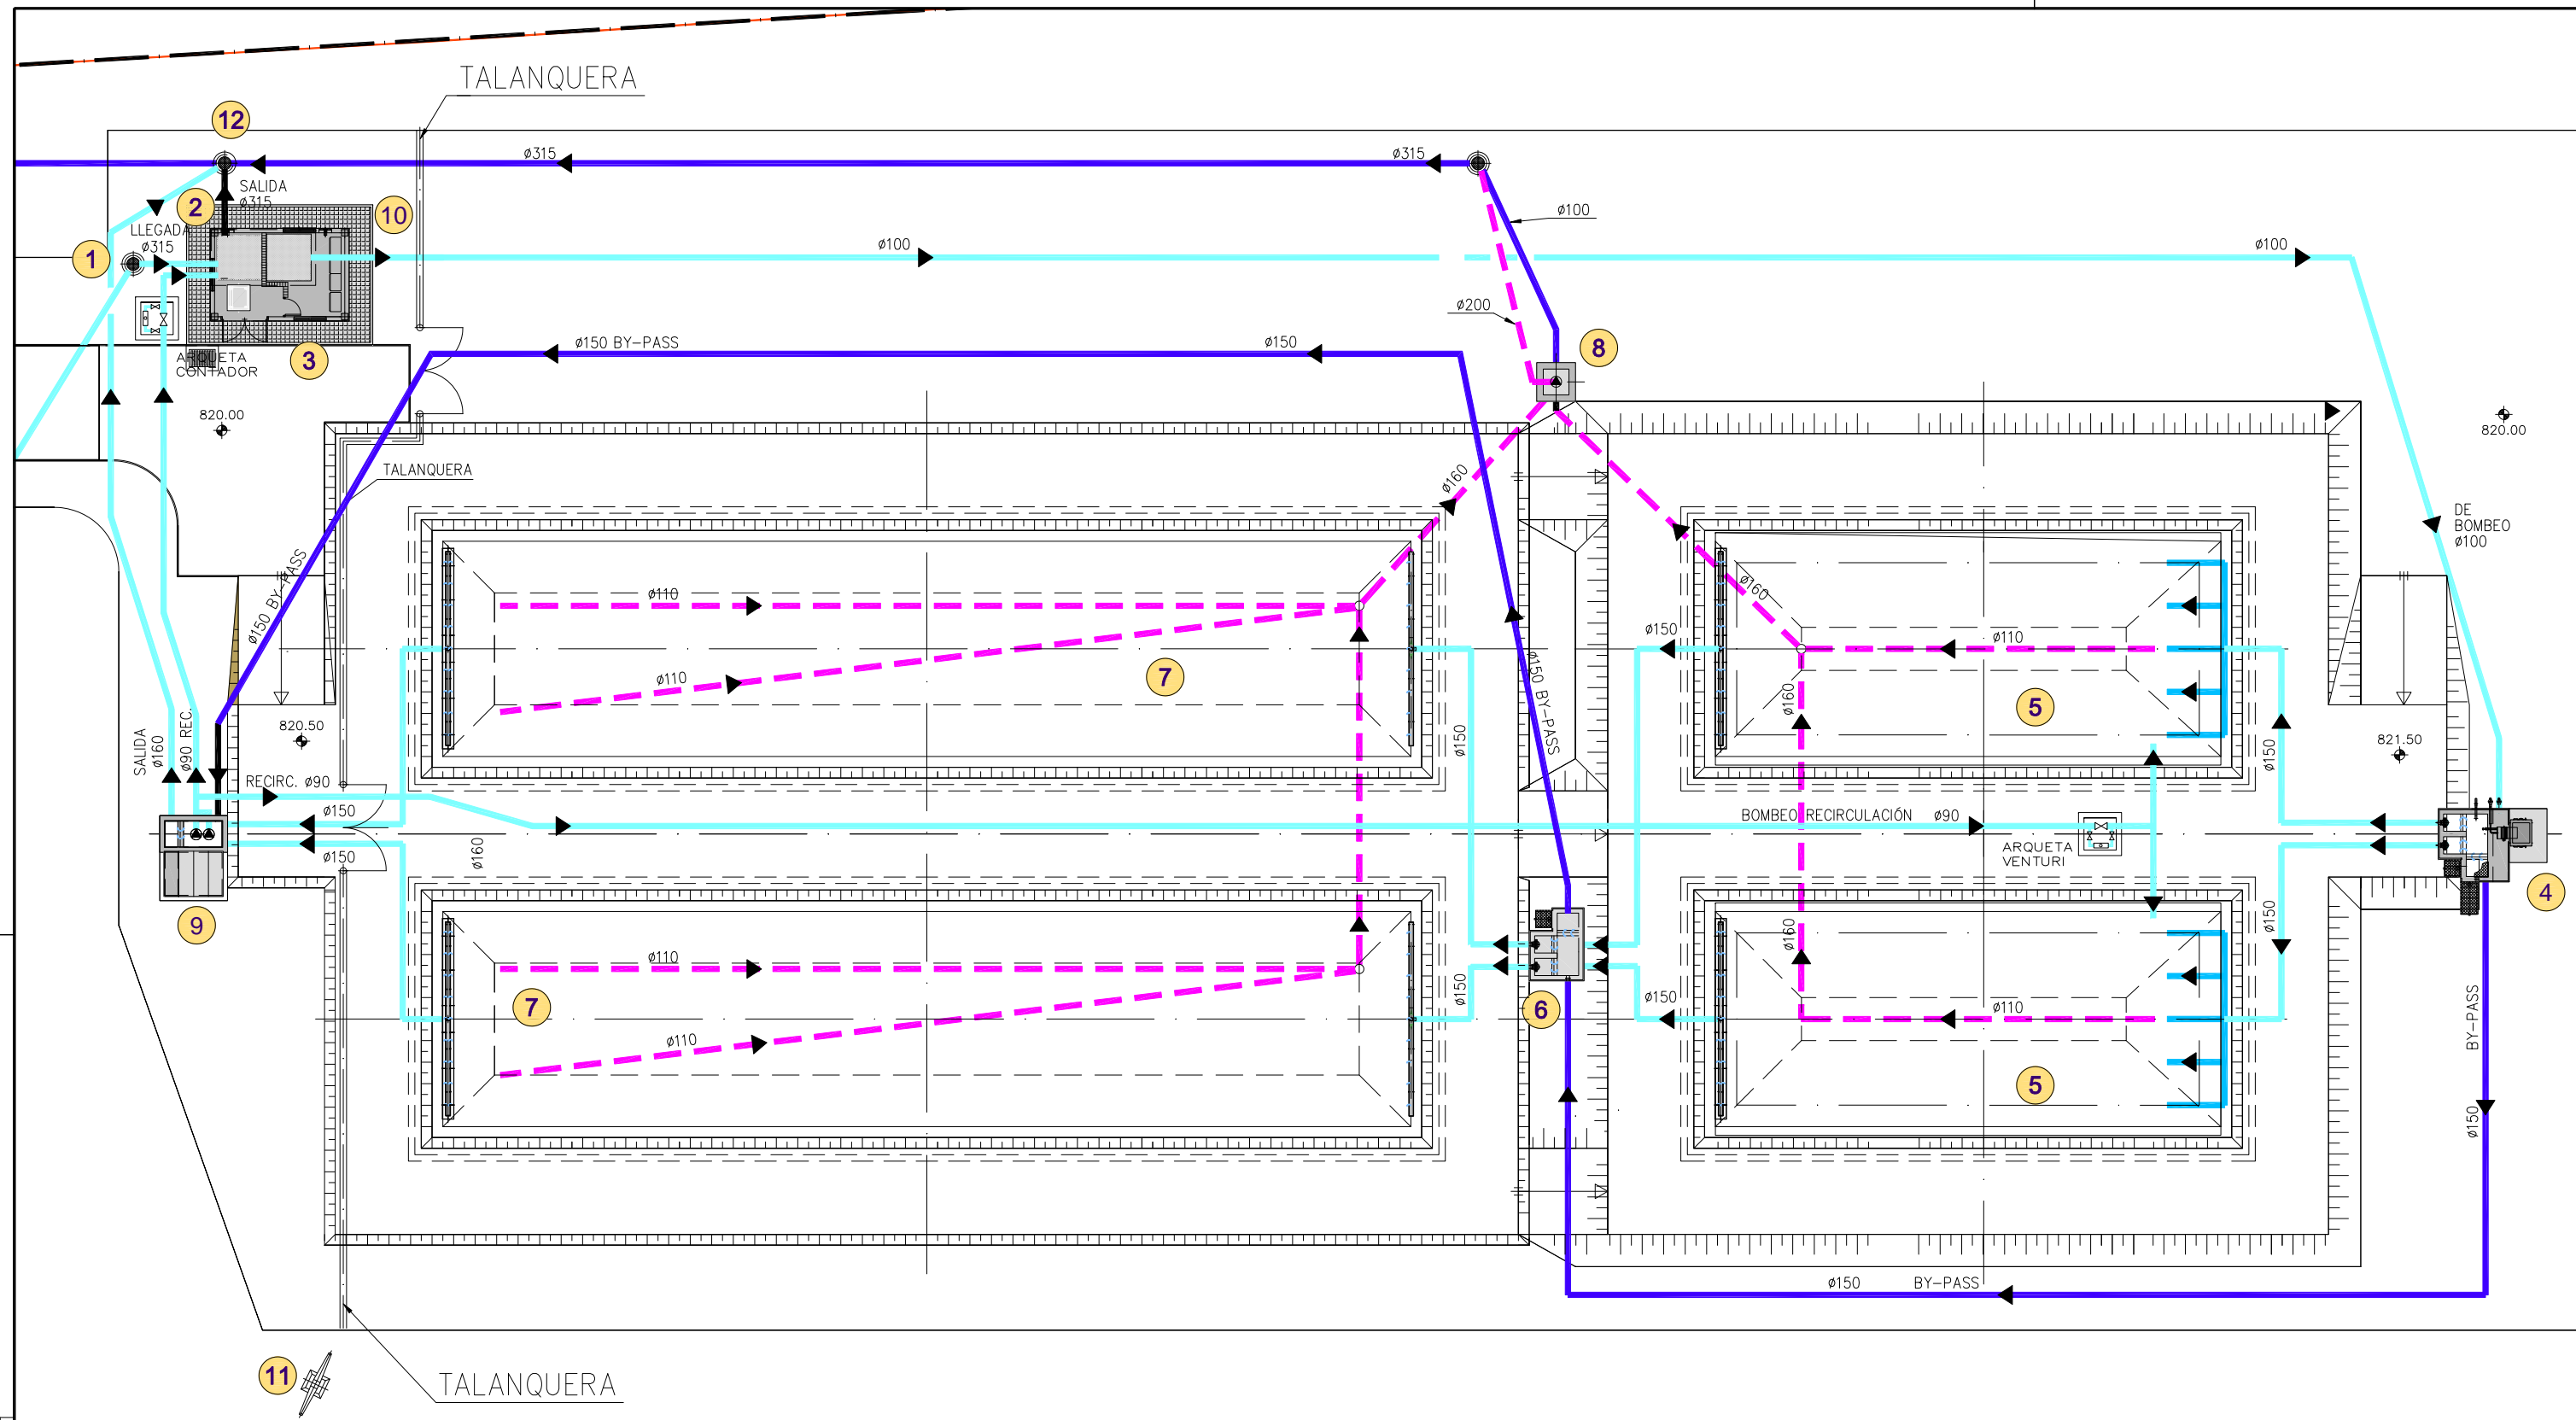 TALANQUERA
12
ø315
ø315
SALIDA
ø315
2
10
LLEGADA
ø315
1
ø100
ø100
ø100
ø200
ARQUETA
CONTADOR
3
ø150 BY-PASS
ø150
8
820.00
820.00
TALANQUERA
ø160
DE
BOMBEO
ø100
ø150 BY-PASS
ø110
ø110
7
ø150 BY-PASS
ø150
ø160
ø110
ø160
5
820.50
821.50
SALIDA
ø160
ø90 REC.
ø150
ø150
RECIRC. ø90
ø150
ø150
ø160
BOMBEO RECIRCULACIÓN ø90
ARQUETA
VENTURI
4
9
ø110
7
ø110
ø150
6
ø150
ø160
ø110
5
ø150
BY-PASS
ø150
ø150 BY-PASS
11
TALANQUERA